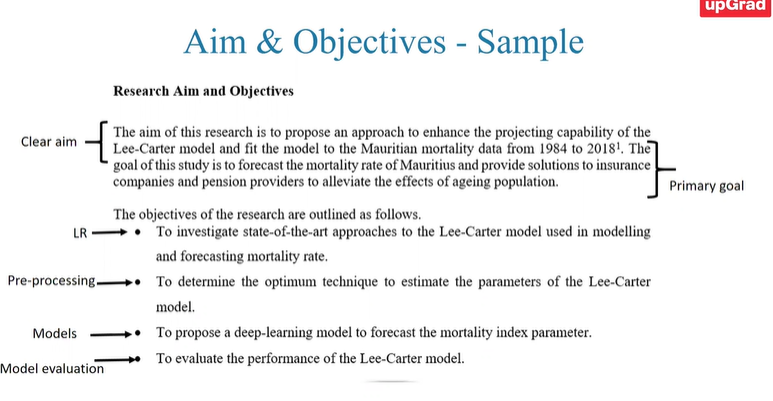 upGrad
Aim & Objectives - Sample
Research Aim and Objectives
Clear aim
The aim of this research is to propose an approach to enhance the projecting capability of the
Lee-Carter model and fit the model to the Mauritian mortality data from 1984 to 2018¹. The
goal of this study is to forecast the mortality rate of Mauritius and provide solutions to insurance
companies and pension providers to alleviate the effects of ageing population.
Primary goal
The objectives of the research are outlined as follows.
LR
• To investigate state-of-the-art approaches to the Lee-Carter model used in modelling
and forecasting mortality rate.
Pre-processing
• To determine the optimum technique to estimate the parameters of the Lee-Carter
model.
Models
• To propose a deep-learning model to forecast the mortality index parameter.
Model evaluation
• To evaluate the performance of the Lee-Carter model.